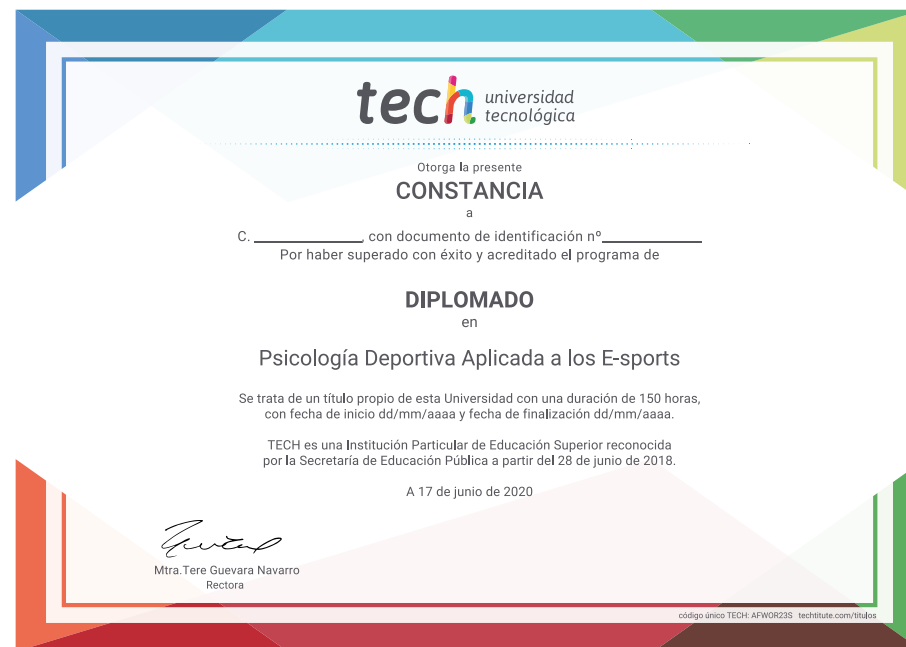 tech universidad
tecnológica
Otorga la presente
CONSTANCIA
a
C. ______________, con documento de identificación nº_____________
Por haber superado con éxito y acreditado el programa de
DIPLOMADO
en
Psicología Deportiva Aplicada a los E-sports
Se trata de un título propio de esta Universidad con una duración de 150 horas,
con fecha de inicio dd/mm/aaaa y fecha de finalización dd/mm/aaaa.
TECH es una Institución Particular de Educación Superior reconocida
por la Secretaría de Educación Pública a partir del 28 de junio de 2018.
A 17 de junio de 2020
Mtra.Tere Guevara Navarro
Rectora
código único TECH: AFWOR23S techtitute.com/titulos